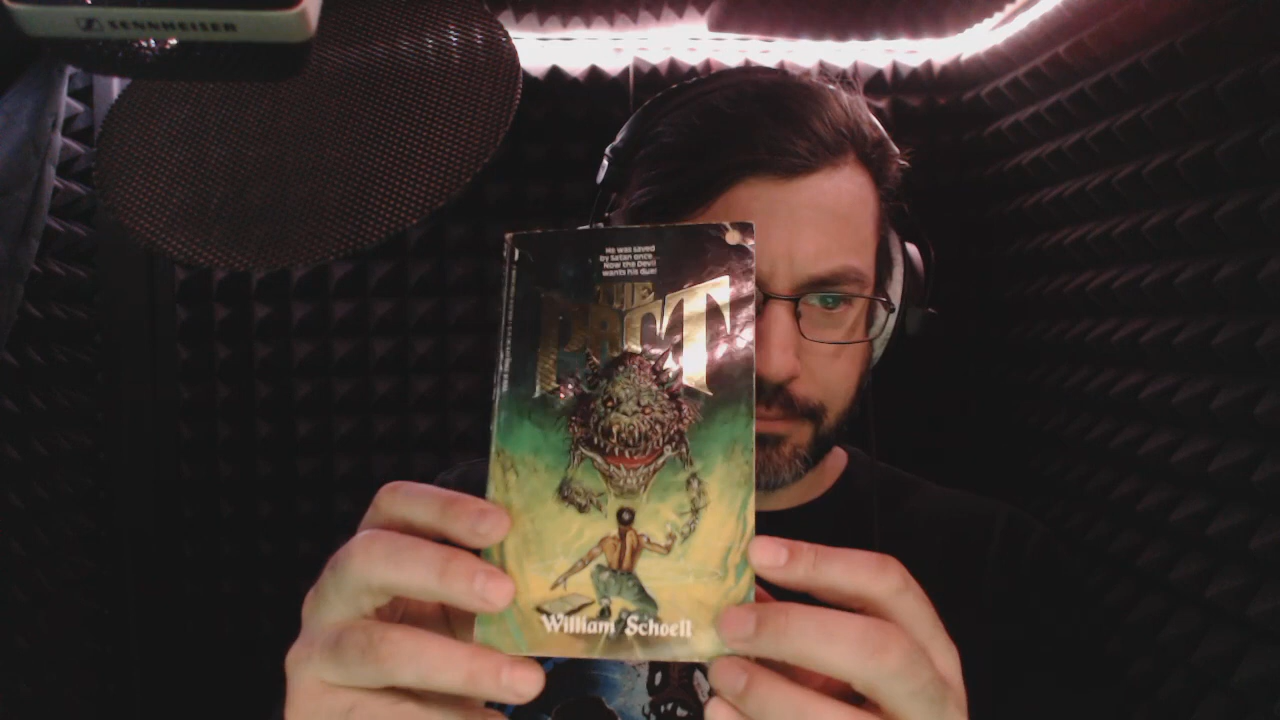 SENNHEISER
He was saved
by Satan once...
Now the Devil
wants his due!
THE
PACT
William Schoell